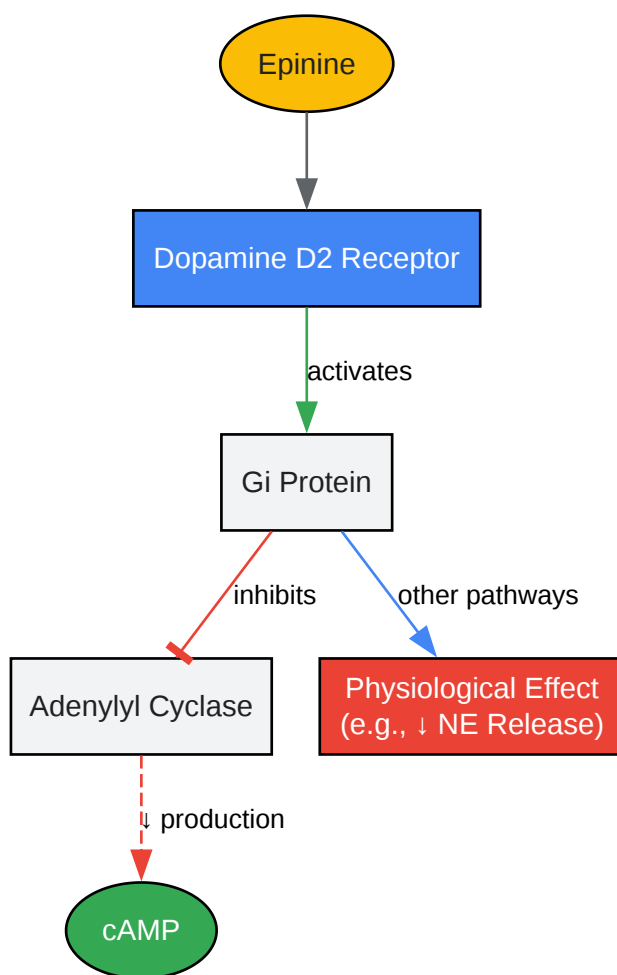 Epinine
Dopamine D2 Receptor
activates
Gi Protein
inhibits
other pathways
Adenylyl Cyclase
Physiological Effect
(e.g., ↓ NE Release)
↓ production
cAMP